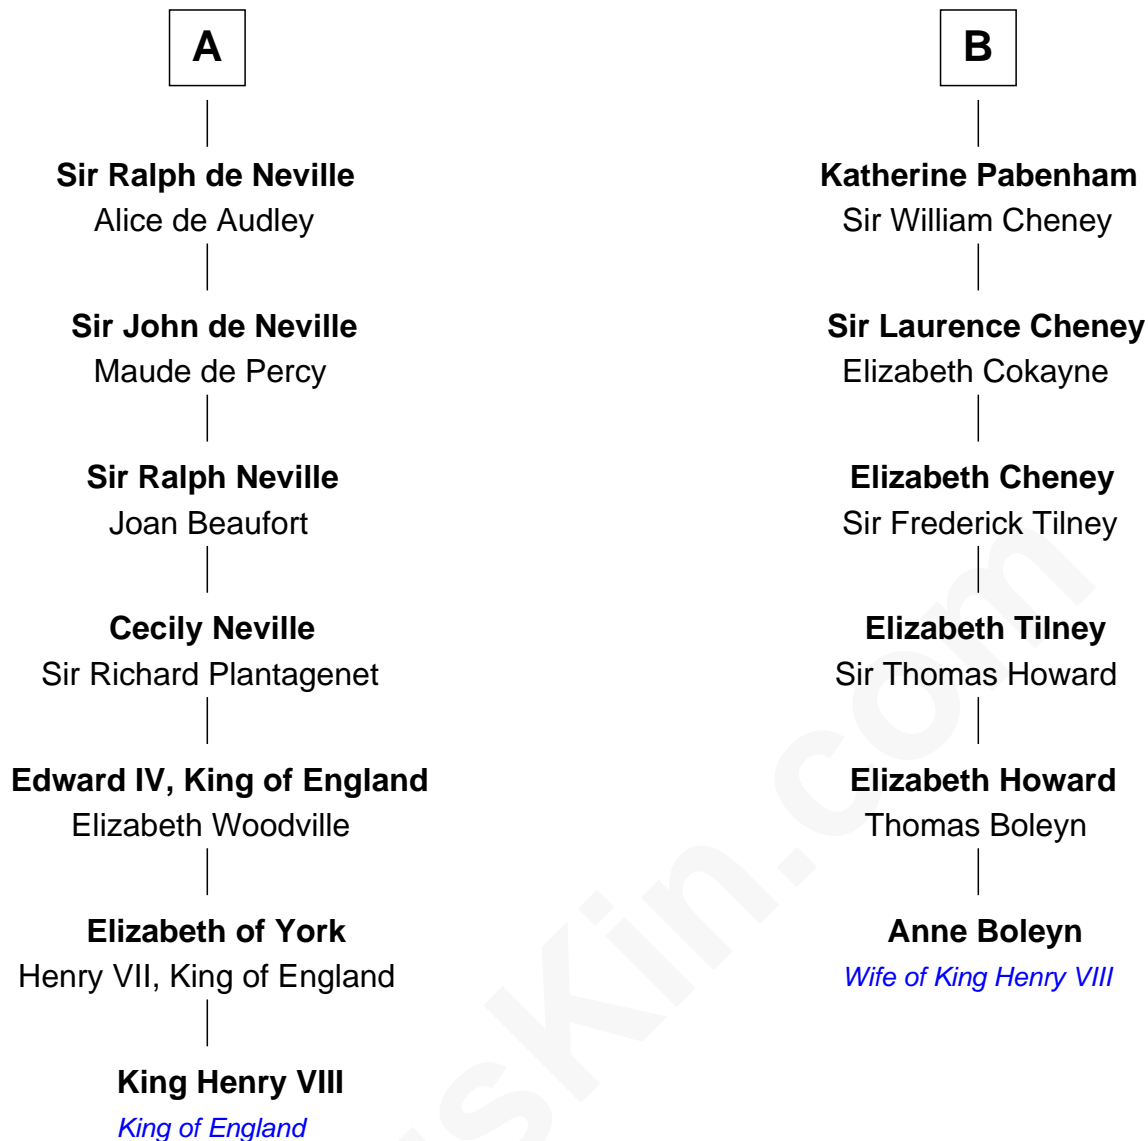 A
Sir Ralph de Neville
Alice de Audley
Sir John de Neville
Maude de Percy
Sir Ralph Neville
Joan Beaufort
Cecily Neville
Sir Richard Plantagenet
Edward IV, King of England
Elizabeth Woodville
Elizabeth of York
Henry VII, King of England
King Henry VIII
King of England
B
Katherine Pabenham
Sir William Cheney
Sir Laurence Cheney
Elizabeth Cokayne
Elizabeth Cheney
Sir Frederick Tilney
Elizabeth Tilney
Sir Thomas Howard
Elizabeth Howard
Thomas Boleyn
Anne Boleyn
Wife of King Henry VIII